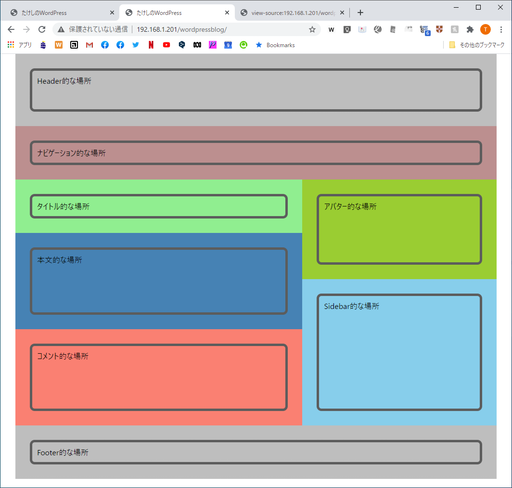 たけしのWordPress
たけしのWordPress
view-source:192.168.1.201/word
保護されていない通信
192.168.1.201/wordpressblog/
アプリ
Bookmarks
その他のブックマーク
Header的な場所
ナビゲーション的な場所
タイトル的な場所
アバター的な場所
本文的な場所
Sidebar的な場所
コメント的な場所
Footer的な場所